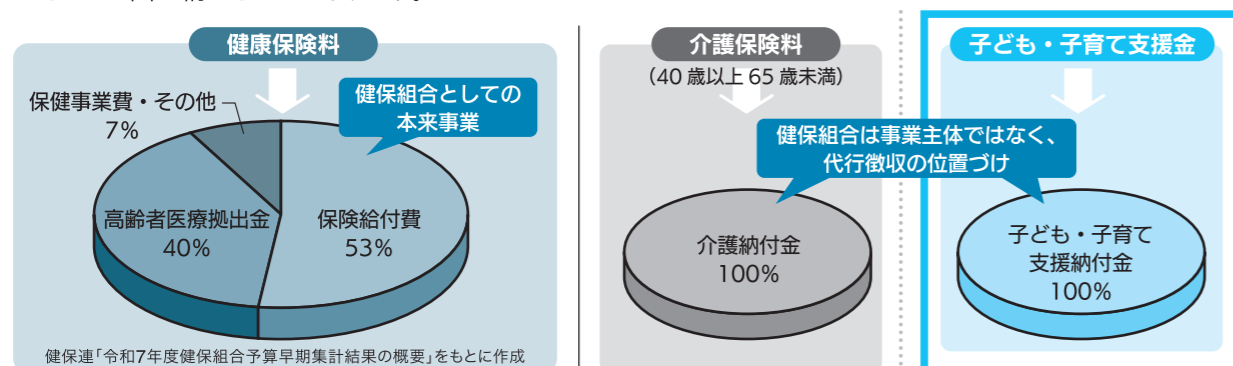 健康保険料
保健事業費・その他
7%
健保組合としての
本来事業
高齢者医療拠出金
40%
保険給付費
53%
健保連「令和7年度健保組合予算早期集計結果の概要」をもとに作成
介護保険料
（40歳以上65歳未満）
子ども・子育て支援金
健保組合は事業主体ではなく、
代行徴収の位置づけ
介護納付金
100%
子ども・子育て
支援納付金
100%